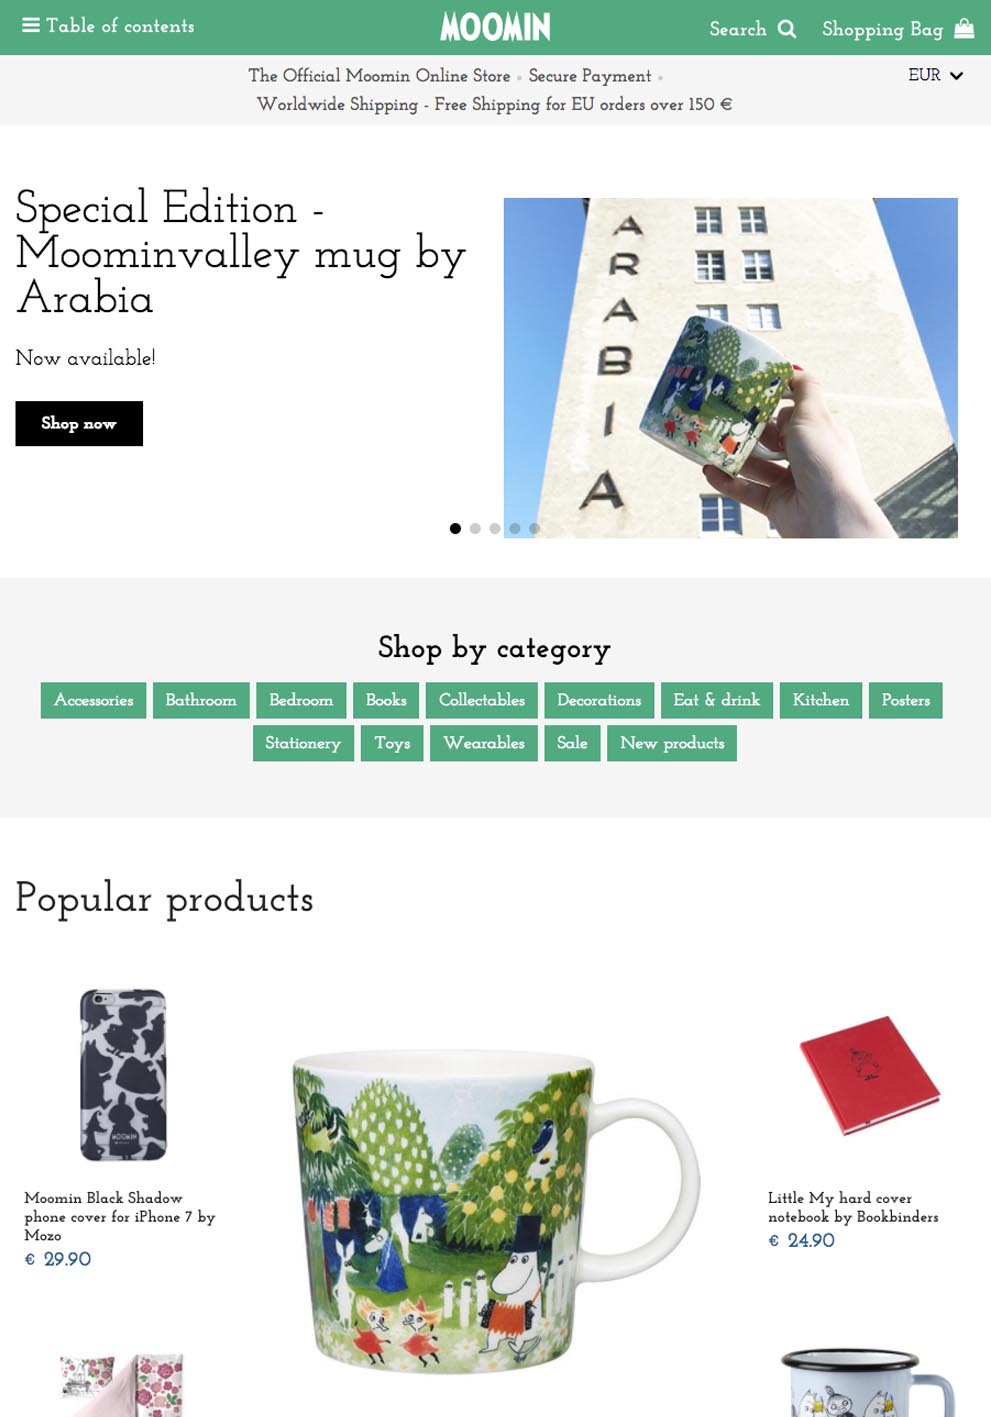 Table of contents
MOOMIN
Search
Shopping Bag
The Official Moomin Online Store • Secure Payment •
EUR
Worldwide Shipping - Free Shipping for EU orders over 150 €
Special Edition -
Moominvalley mug by
Arabia
Now available!
Shop now
ARABIA
Shop by category
Accessories
Bathroom
Bedroom
Books
Collectables
Decorations
Eat & drink
Kitchen
Posters
Stationery
Toys
Wearables
Sale
New products
Popular products
MOOMIN
Moomin Black Shadow
phone cover for iPhone 7 by
Mozo
€ 29.90
Little My hard cover
notebook by Bookbinders
€ 24.90